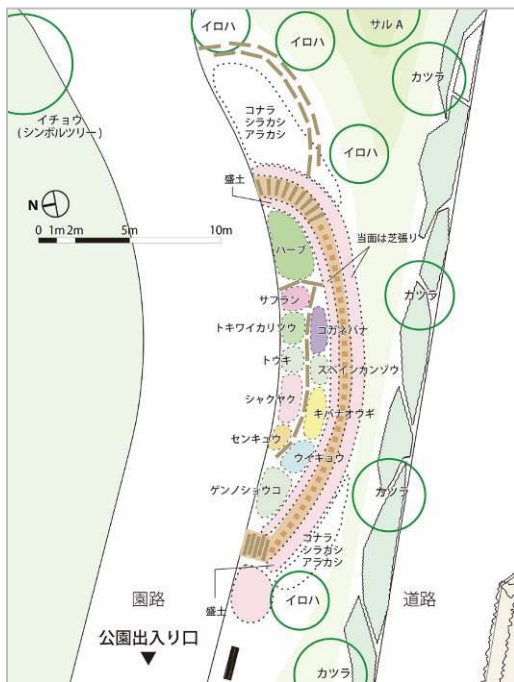 イロハ
イロハ
サル A
カツラ
イチョウ
(シンボルツリー)
コナラ
シラカシ
アラカシ
イロハ
盛土
N
0 1m 2m 5m 10m
当面は芝張り
ハーブ
サフラン
カツラ
トキワイカリソウ
コガネバナ
トウキ
スペインカンゾウ
シャクヤク
キバナオウギ
センキュウ
ウイキョウ
ゲンノショウコ
カツラ
コナラ
シラカシ
アラカシ
盛土
イロハ
園路
道路
公園出入り口
カツラ